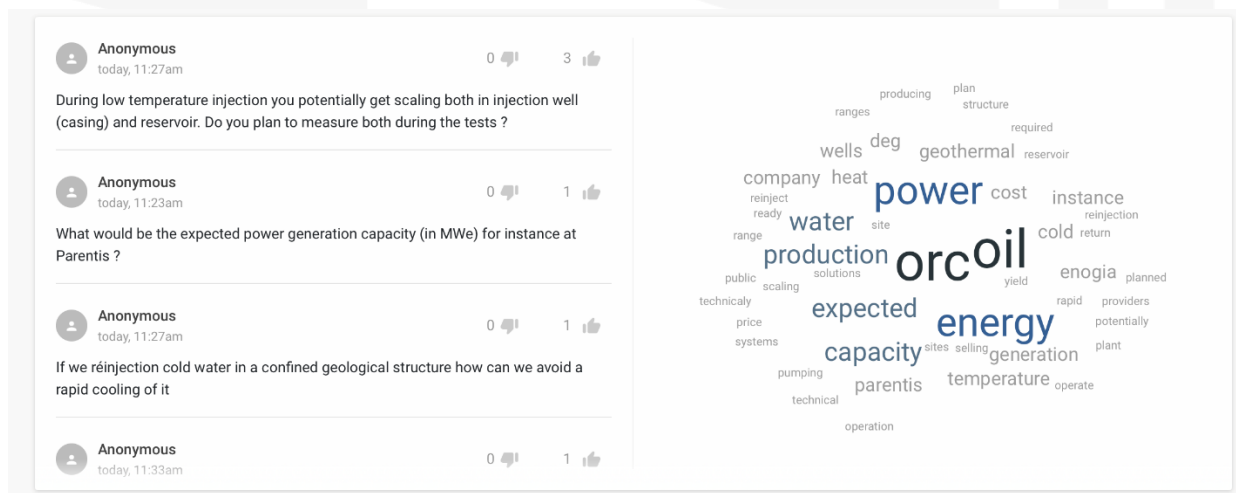 Anonymous
today, 11:27am
0 3
During low temperature injection you potentially get scaling both in injection well
(casing) and reservoir. Do you plan to measure both during the tests ?
Anonymous
today, 11:23am
0 1
What would be the expected power generation capacity (in MWe) for instance at
Parentis ?
Anonymous
today, 11:27am
0 1
If we réinjection cold water in a confined geological structure how can we avoid a
rapid cooling of it
Anonymous
today, 11:33am
0 1
producing plan
ranges structure
required
wells deg geothermal reservoir
company heat power cost instance
reinject
ready water site reinjection
range cold return
production orc oil
public solutions yield enogia planned
scaling
technicaly expected rapid providers
price energy potentially
systems
capacity sites selling generation plant
pumping
parentis temperature operate
technical
operation